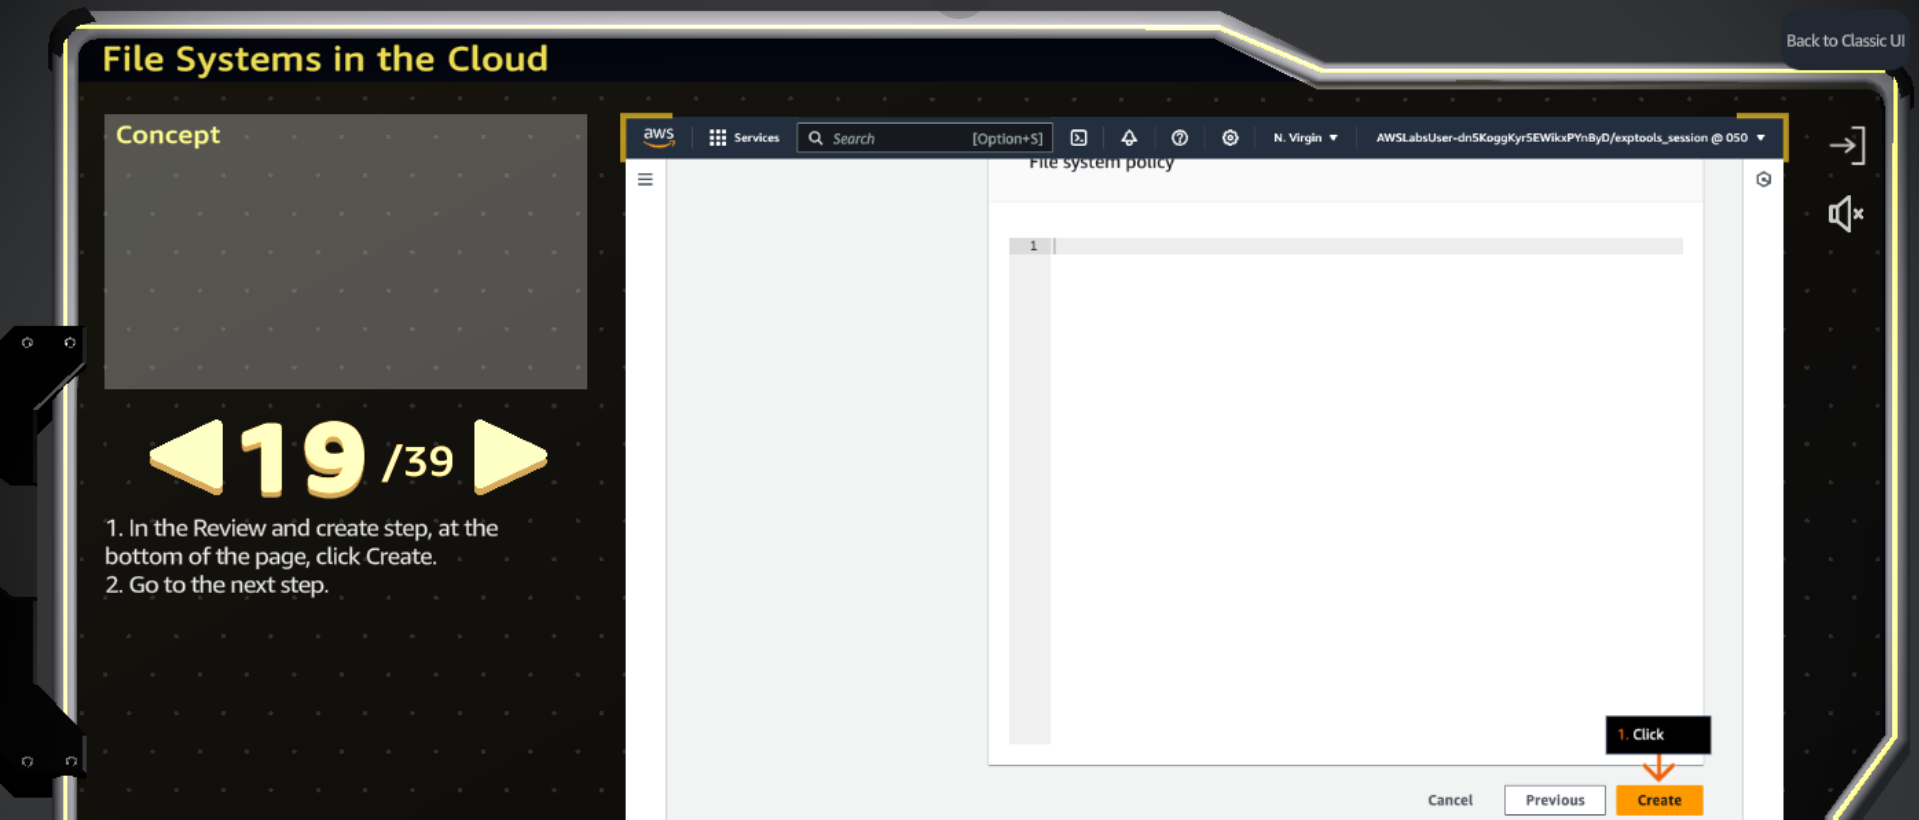 Back to Classic UI
File Systems in the Cloud
Concept
aws
Services
Search
[Option+S]
N. Virgin
AWSLabsUser-dn5KoggKyr5EWikxPYnByD/exptools_session @ 050
File system policy
1
19 /39
1. In the Review and create step, at the
bottom of the page, click Create.
2. Go to the next step.
1. Click
Cancel
Previous
Create